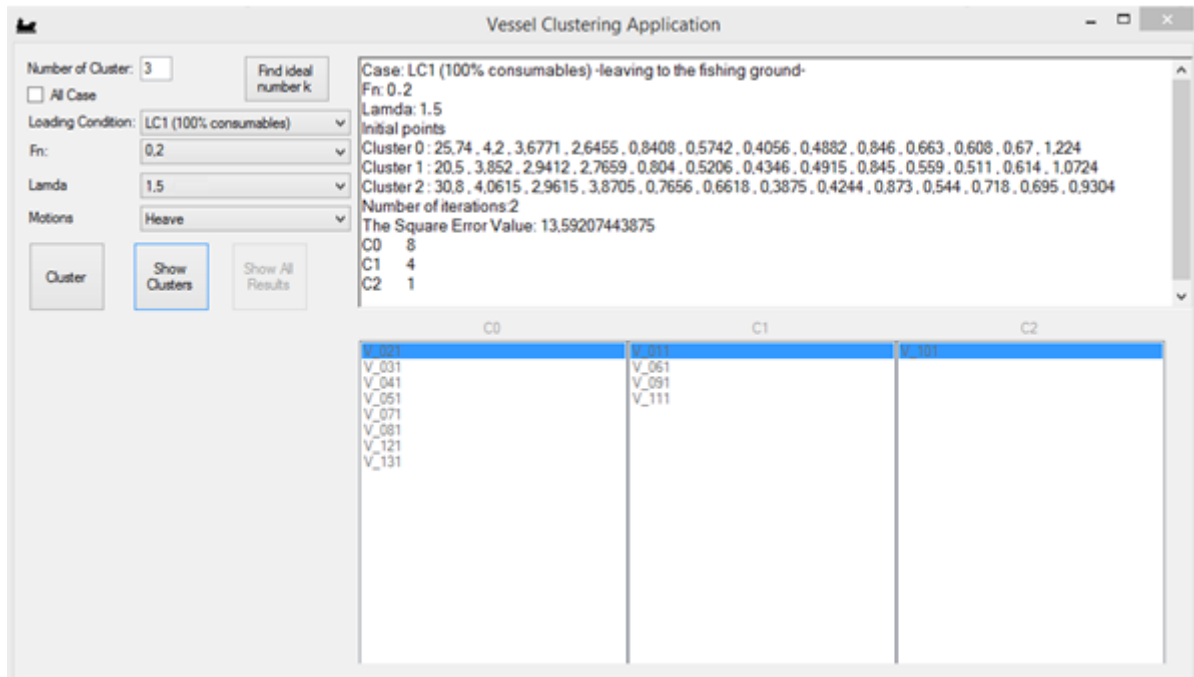 Vessel Clustering Application
Number of Cluster: 3
Find ideal
number k
All Case
Loading Condition: LC1 (100% consumables)
Fn: 0,2
Lamda 1.5
Motions Heave
Cluster
Show
Clusters
Show All
Results
Case: LC1 (100% consumables) -leaving to the fishing ground-
Fn: 0.2
Lamda: 1.5
Initial points
Cluster 0 : 25,74 , 4,2 , 3,6771 , 2,6455 , 0,8408 , 0,5742 , 0,4056 , 0,4882 , 0,846 , 0,663 , 0,608 , 0,67 , 1,224
Cluster 1 : 20,5 , 3,852 , 2,9412 , 2,7659 , 0,804 , 0,5206 , 0,4346 , 0,4915 , 0,845 , 0,559 , 0,511 , 0,614 , 1,0724
Cluster 2 : 30,8 , 4,0615 , 2,9615 , 3,8705 , 0,7656 , 0,6618 , 0,3875 , 0,4244 , 0,873 , 0,544 , 0,718 , 0,695 , 0,9304
Number of iterations:2
The Square Error Value: 13,59207443875
C0 8
C1 4
C2 1
C0 C1 C2
V_021 V_011 V_101
V_031 V_061
V_041 V_091
V_051 V_111
V_071
V_081
V_121
V_131